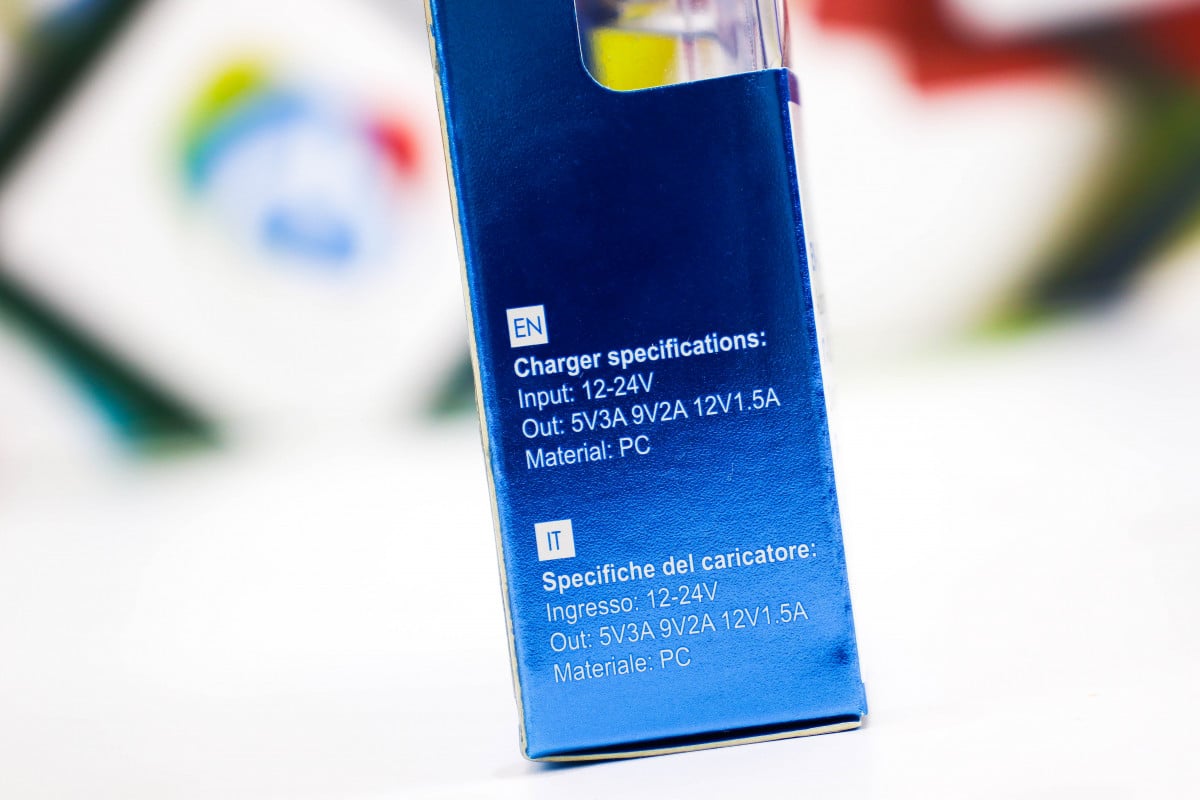 EN
Charger specifications:
Input: 12-24V
Out: 5V3A 9V2A 12V1.5A
Material: PC
IT
Specifiche del caricatore:
Ingresso: 12-24V
Out: 5V3A 9V2A 12V1.5A
Materiale: PC